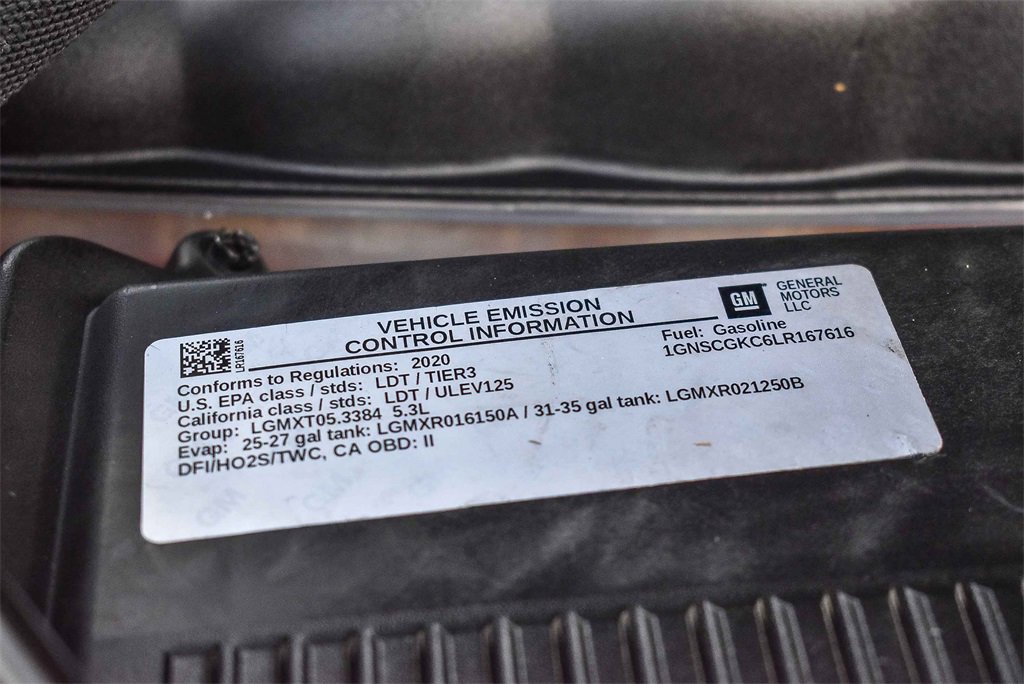 VEHICLE EMISSION
CONTROL INFORMATION
GM
GENERAL
MOTORS
LLC
LR167616
Conforms to Regulations: 2020
Fuel: Gasoline
U.S. EPA class / stds: LDT / TIER3
1GNSCGKC6LR167616
California class / stds: LDT / ULEV125
Group: LGMXT05.3384 5.3L
Evap: 25-27 gal tank: LGMXR016150A / 31-35 gal tank: LGMXR021250B
DFI/HO2S/TWC, CA OBD: II